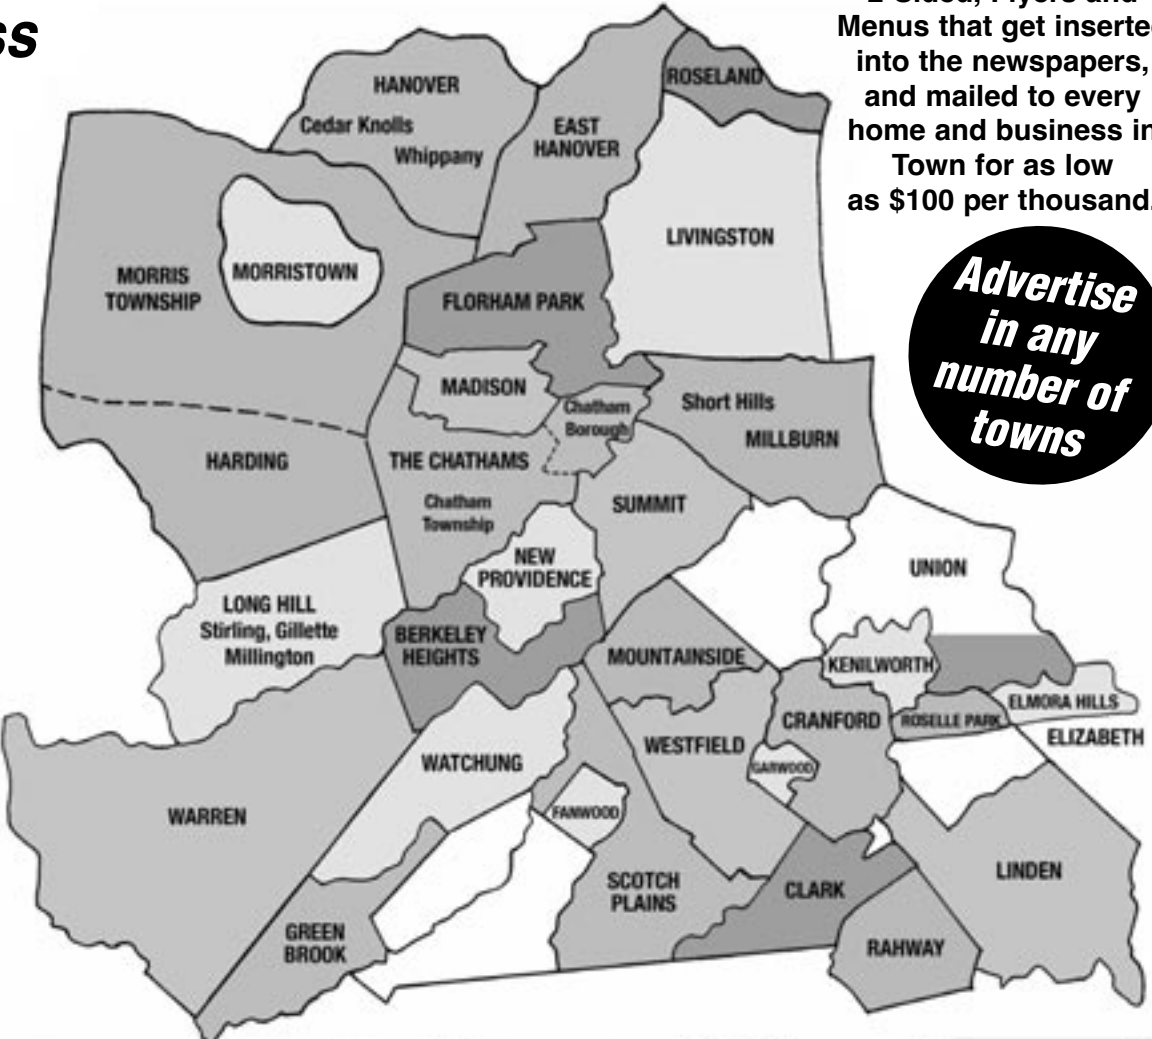 ss
Menus that get inserted
into the newspapers,
and mailed to every
home and business in
Town for as low
as $100 per thousand.
Advertise
in any
number of
towns
HANOVER
Cedar Knolls
Whippany
EAST
HANOVER
ROSELAND
LIVINGSTON
MORRIS
TOWNSHIP
MORRISTOWN
FLORHAM PARK
MADISON
Chatham
Borough
Short Hills
MILLBURN
HARDING
THE CHATHAMS
Chatham
Township
SUMMIT
NEW
PROVIDENCE
UNION
LONG HILL
Stirling, Gillette
Millington
BERKELEY
HEIGHTS
MOUNTAINSIDE
KENILWORTH
ELMORA HILLS
ROSELLE PARK
CRANFORD
ELIZABETH
WESTFIELD
GARWOOD
WATCHUNG
FANWOOD
WARREN
SCOTCH
PLAINS
CLARK
LINDEN
GREEN
BROOK
RAHWAY